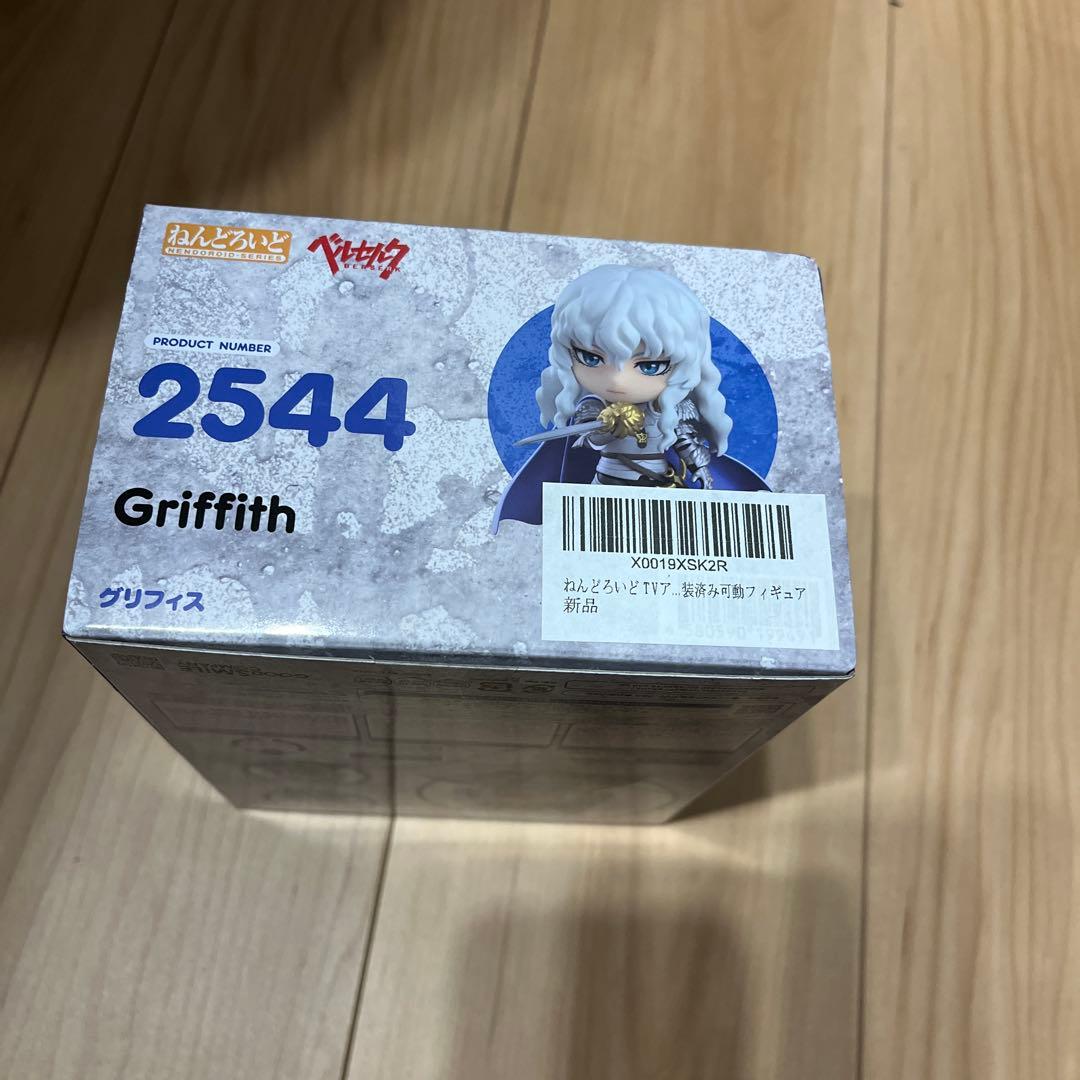 ねんどろいど
NENDOROID-SERIES
ベルセルク
BERSERK
PRODUCT NUMBER
2544
Griffith
グリフィス
X0019XSK2R
ねんどろいど TVア...装済み可動フィギュア
新品